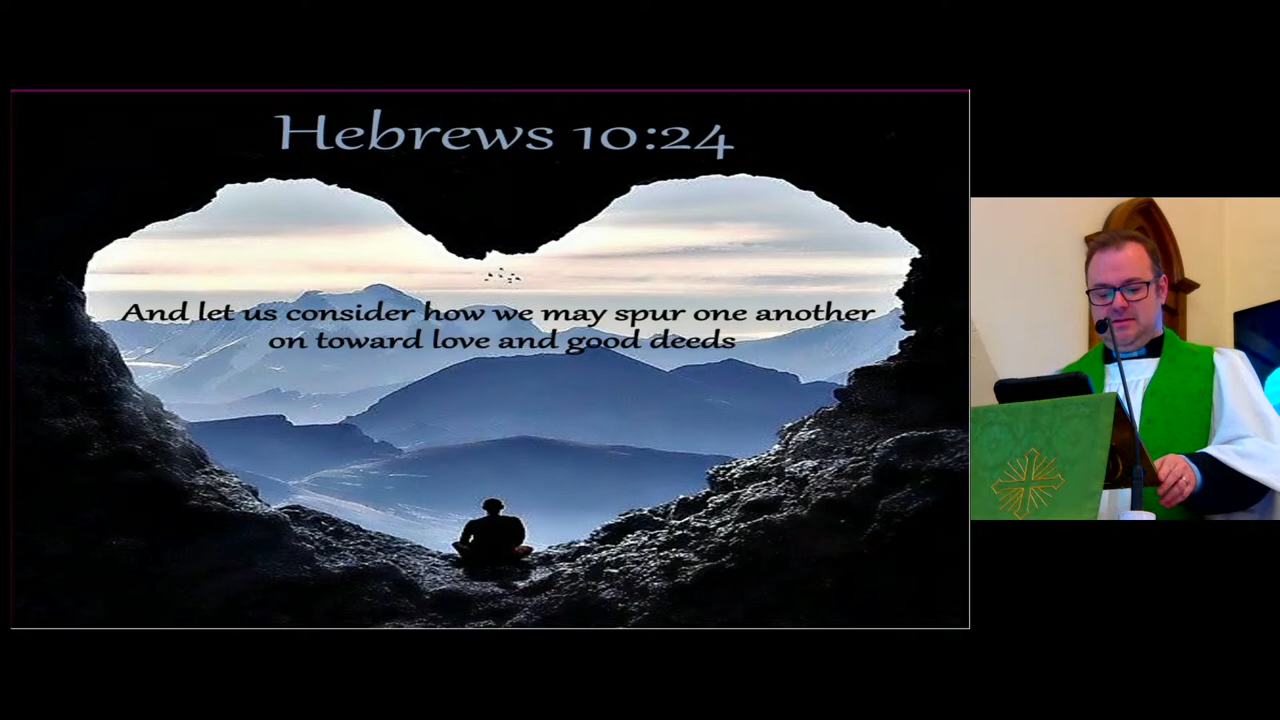 Hebrews 10:24
And let us consider how we may spur one another
on toward love and good deeds